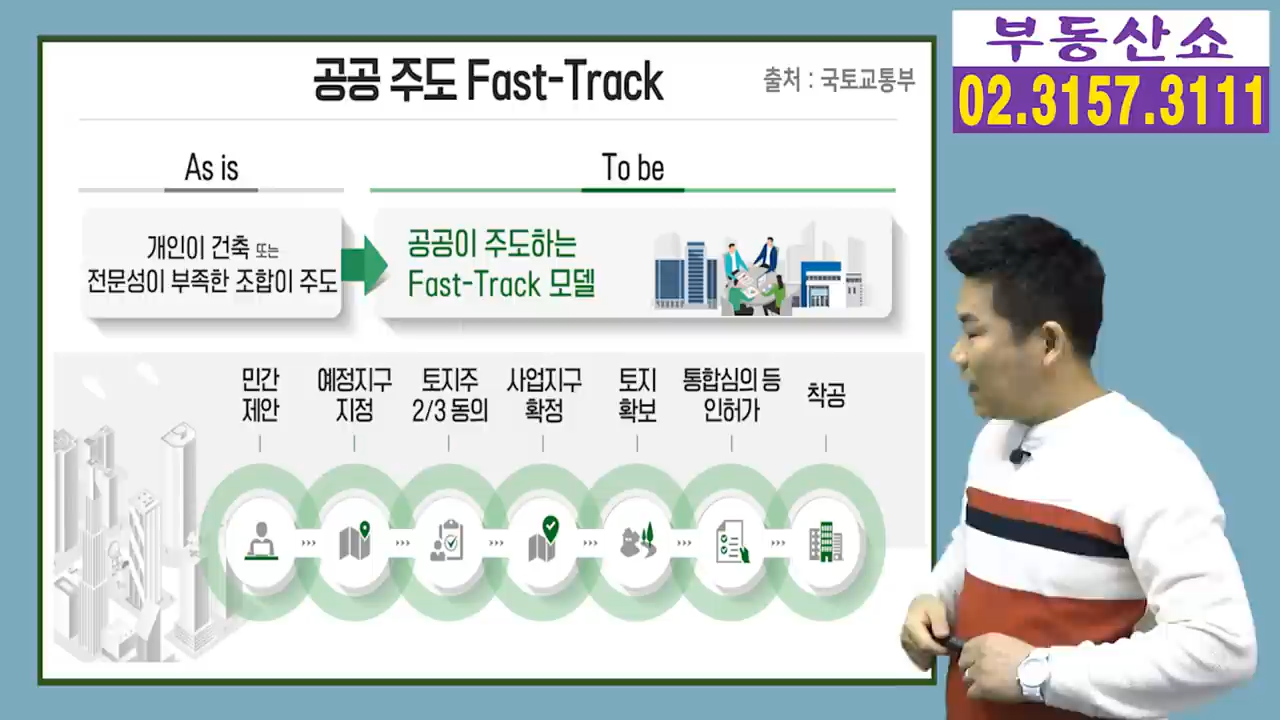 부동산쇼
02.3157.3111
공공 주도 Fast-Track
출처 : 국토교통부
As is
To be
개인이 건축 또는
전문성이 부족한 조합이 주도
공공이 주도하는
Fast-Track 모델
민간
제안
예정지구
지정
토지주
2/3 동의
사업지구
확정
토지
확보
통합심의 등
인허가
착공